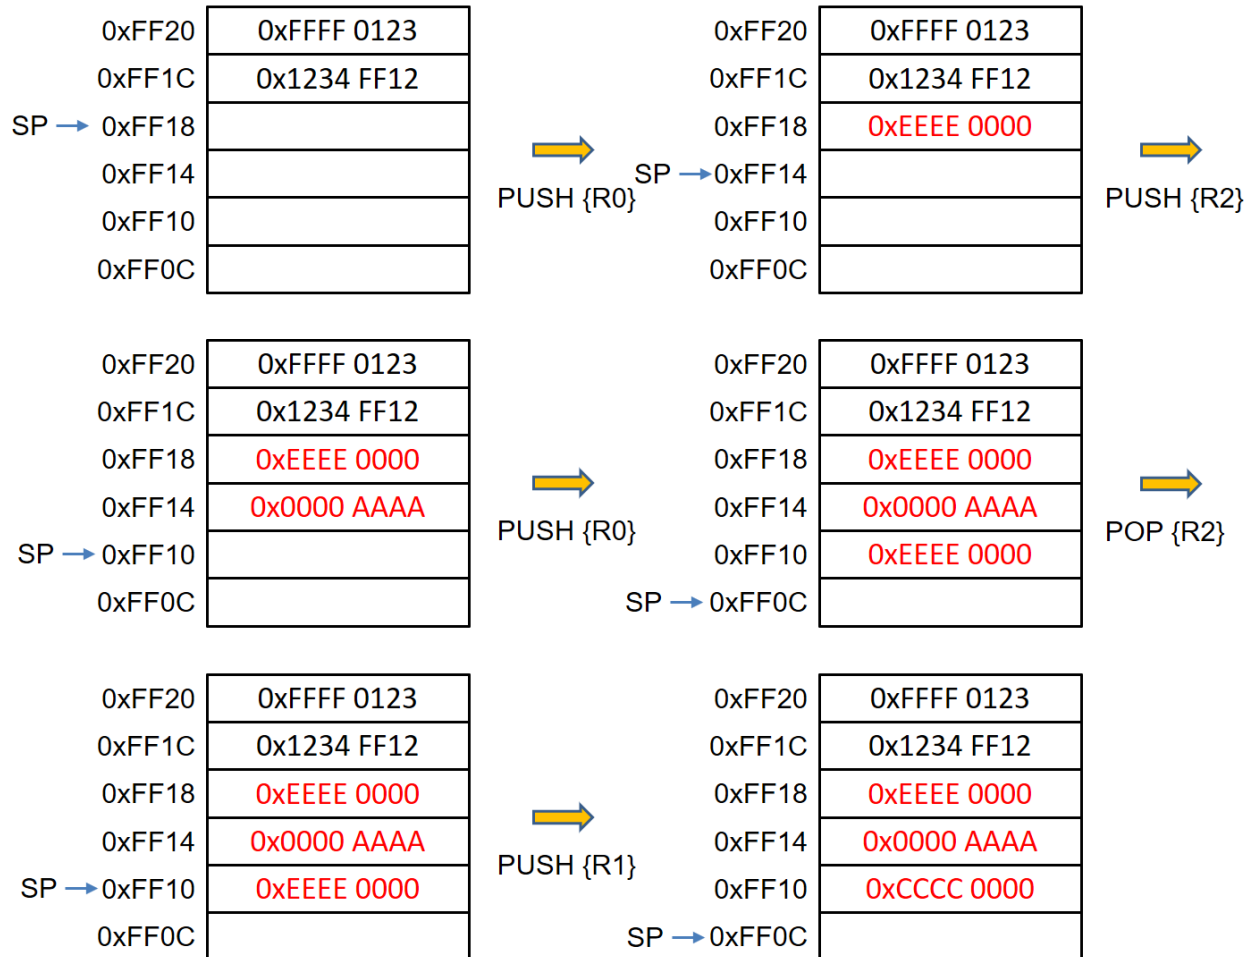 0xFF20 0xFFFF 0123
0xFF1C 0x1234 FF12
SP 0xFF18
0xFF14
0xFF10
0xFF0C
PUSH {R0}
0xFF20 0xFFFF 0123
0xFF1C 0x1234 FF12
0xFF18 0xEEEE 0000
SP 0xFF14
0xFF10
0xFF0C
PUSH {R2}
0xFF20 0xFFFF 0123
0xFF1C 0x1234 FF12
0xFF18 0xEEEE 0000
0xFF14 0x0000 AAAA
SP 0xFF10
0xFF0C
PUSH {R0}
0xFF20 0xFFFF 0123
0xFF1C 0x1234 FF12
0xFF18 0xEEEE 0000
0xFF14 0x0000 AAAA
0xFF10 0xEEEE 0000
SP 0xFF0C
POP {R2}
0xFF20 0xFFFF 0123
0xFF1C 0x1234 FF12
0xFF18 0xEEEE 0000
0xFF14 0x0000 AAAA
SP 0xFF10 0xEEEE 0000
0xFF0C
PUSH {R1}
0xFF20 0xFFFF 0123
0xFF1C 0x1234 FF12
0xFF18 0xEEEE 0000
0xFF14 0x0000 AAAA
0xFF10 0xCCCC 0000
SP 0xFF0C